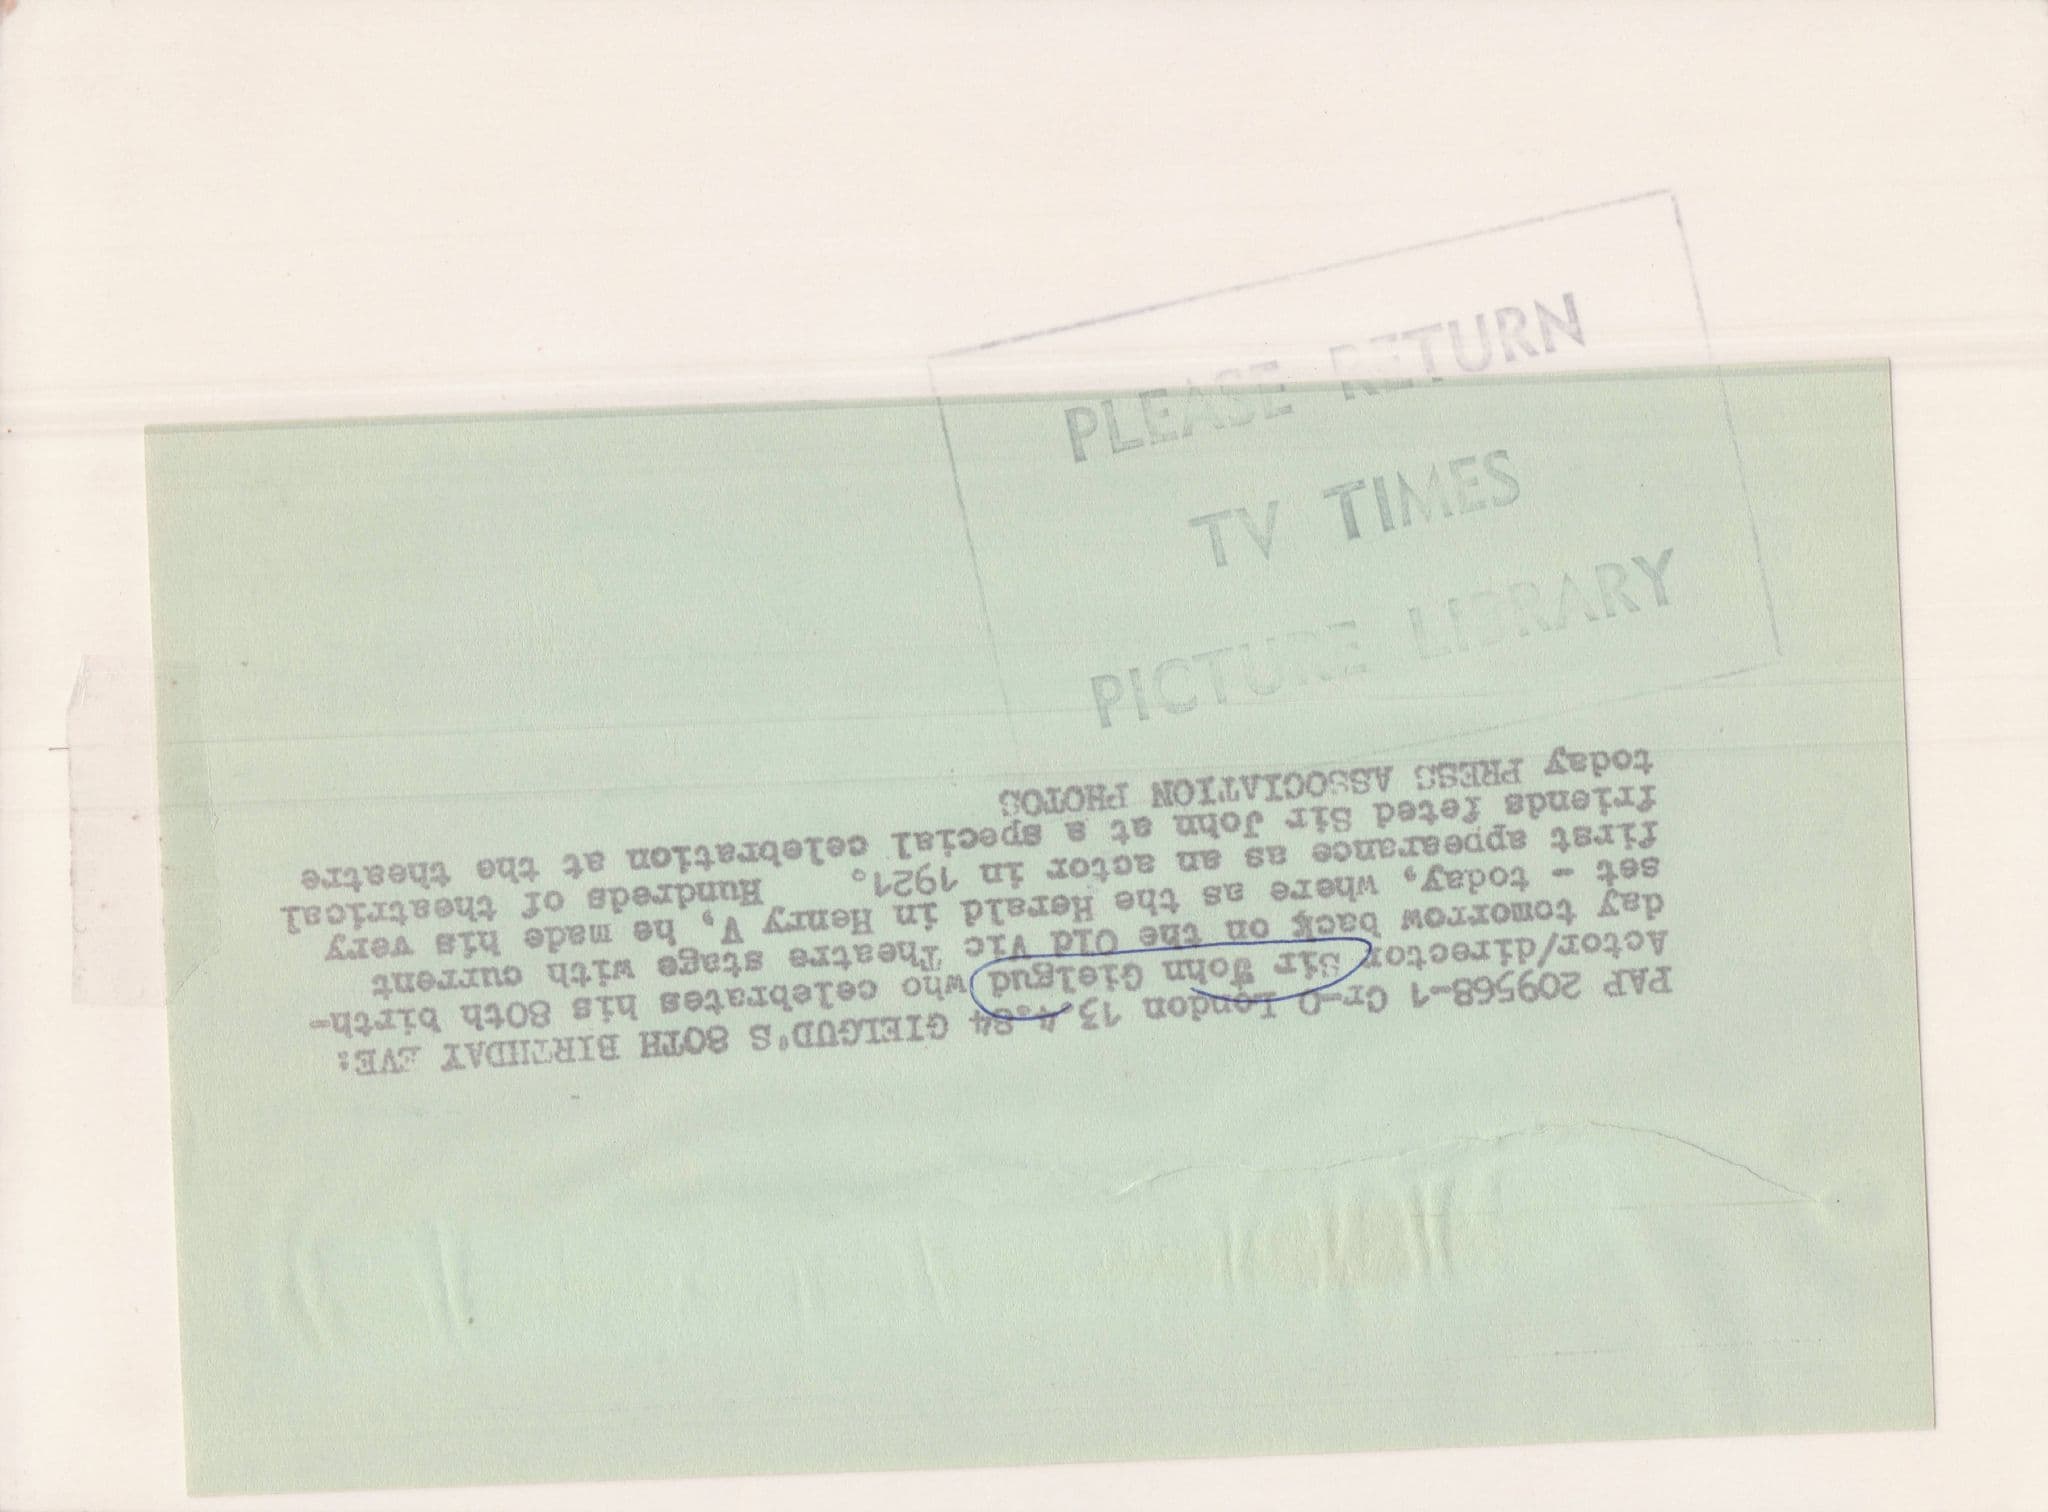 PLEASE RETURN
TV TIMES
PICTURE LIBRARY
PAP 209568-1 Cr-O London 13.4.84 GIELGUD'S 80TH BIRTHDAY EVE:
Actor/director Sir John Gielgud who celebrates his 80th birth-
day tomorrow back on the Old Vic Theatre stage with current
set - today, where as the Herald in Henry V, he made his very
first appearance as an actor in 1921. Hundreds of theatrical
friends feted Sir John at a special celebration at the theatre
today PRESS ASSOCIATION PHOTOS